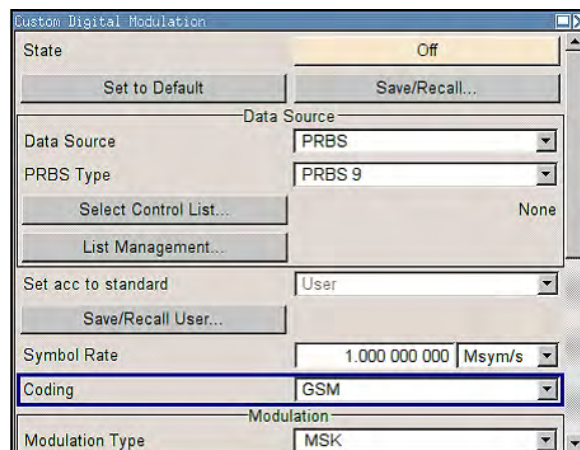 Custom Digital Modulation
State Off
Set to Default Save/Recall...
Data Source
Data Source PRBS
PRBS Type PRBS 9
Select Control List... None
List Management...
Set acc to standard User
Save/Recall User...
Symbol Rate 1.000 000 000 Msym/s
Coding GSM
Modulation
Modulation Type MSK